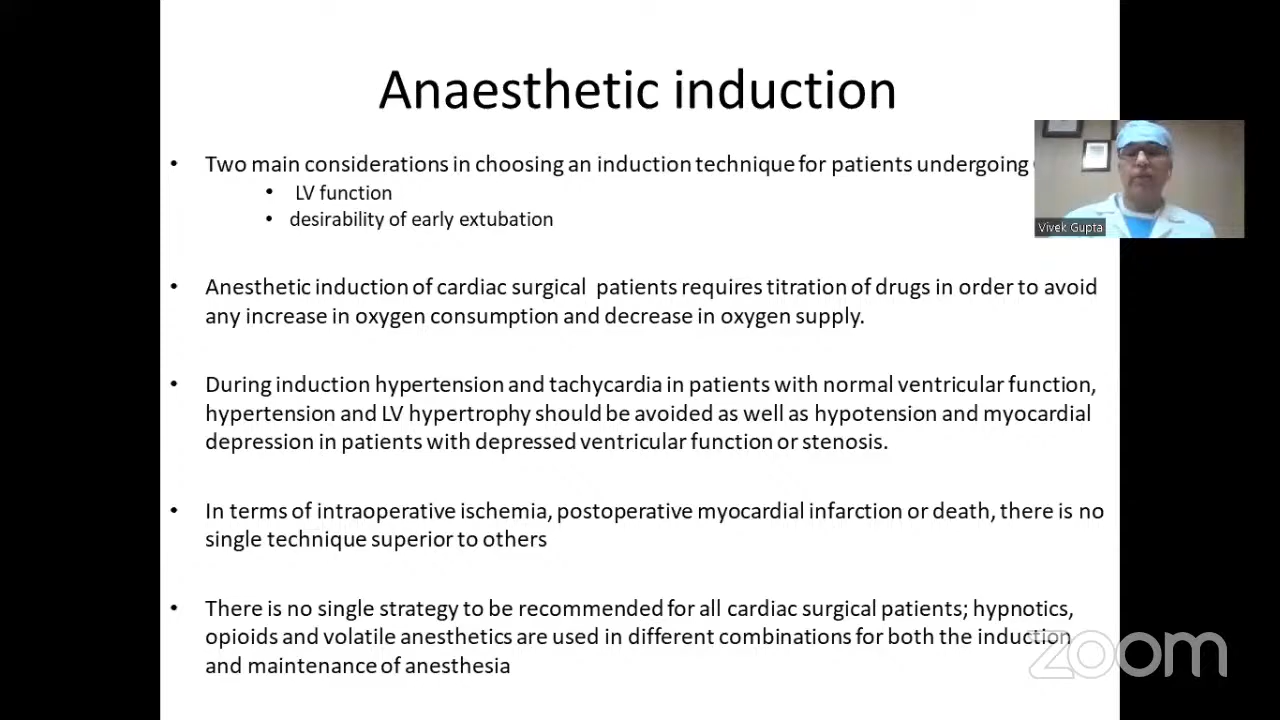 Anaesthetic induction
• Two main considerations in choosing an induction technique for patients undergoing
• LV function
• desirability of early extubation
Vivek Gupta
• Anesthetic induction of cardiac surgical patients requires titration of drugs in order to avoid
any increase in oxygen consumption and decrease in oxygen supply.
• During induction hypertension and tachycardia in patients with normal ventricular function,
hypertension and LV hypertrophy should be avoided as well as hypotension and myocardial
depression in patients with depressed ventricular function or stenosis.
• In terms of intraoperative ischemia, postoperative myocardial infarction or death, there is no
single technique superior to others
• There is no single strategy to be recommended for all cardiac surgical patients; hypnotics,
opioids and volatile anesthetics are used in different combinations for both the induction
and maintenance of anesthesia
zoom